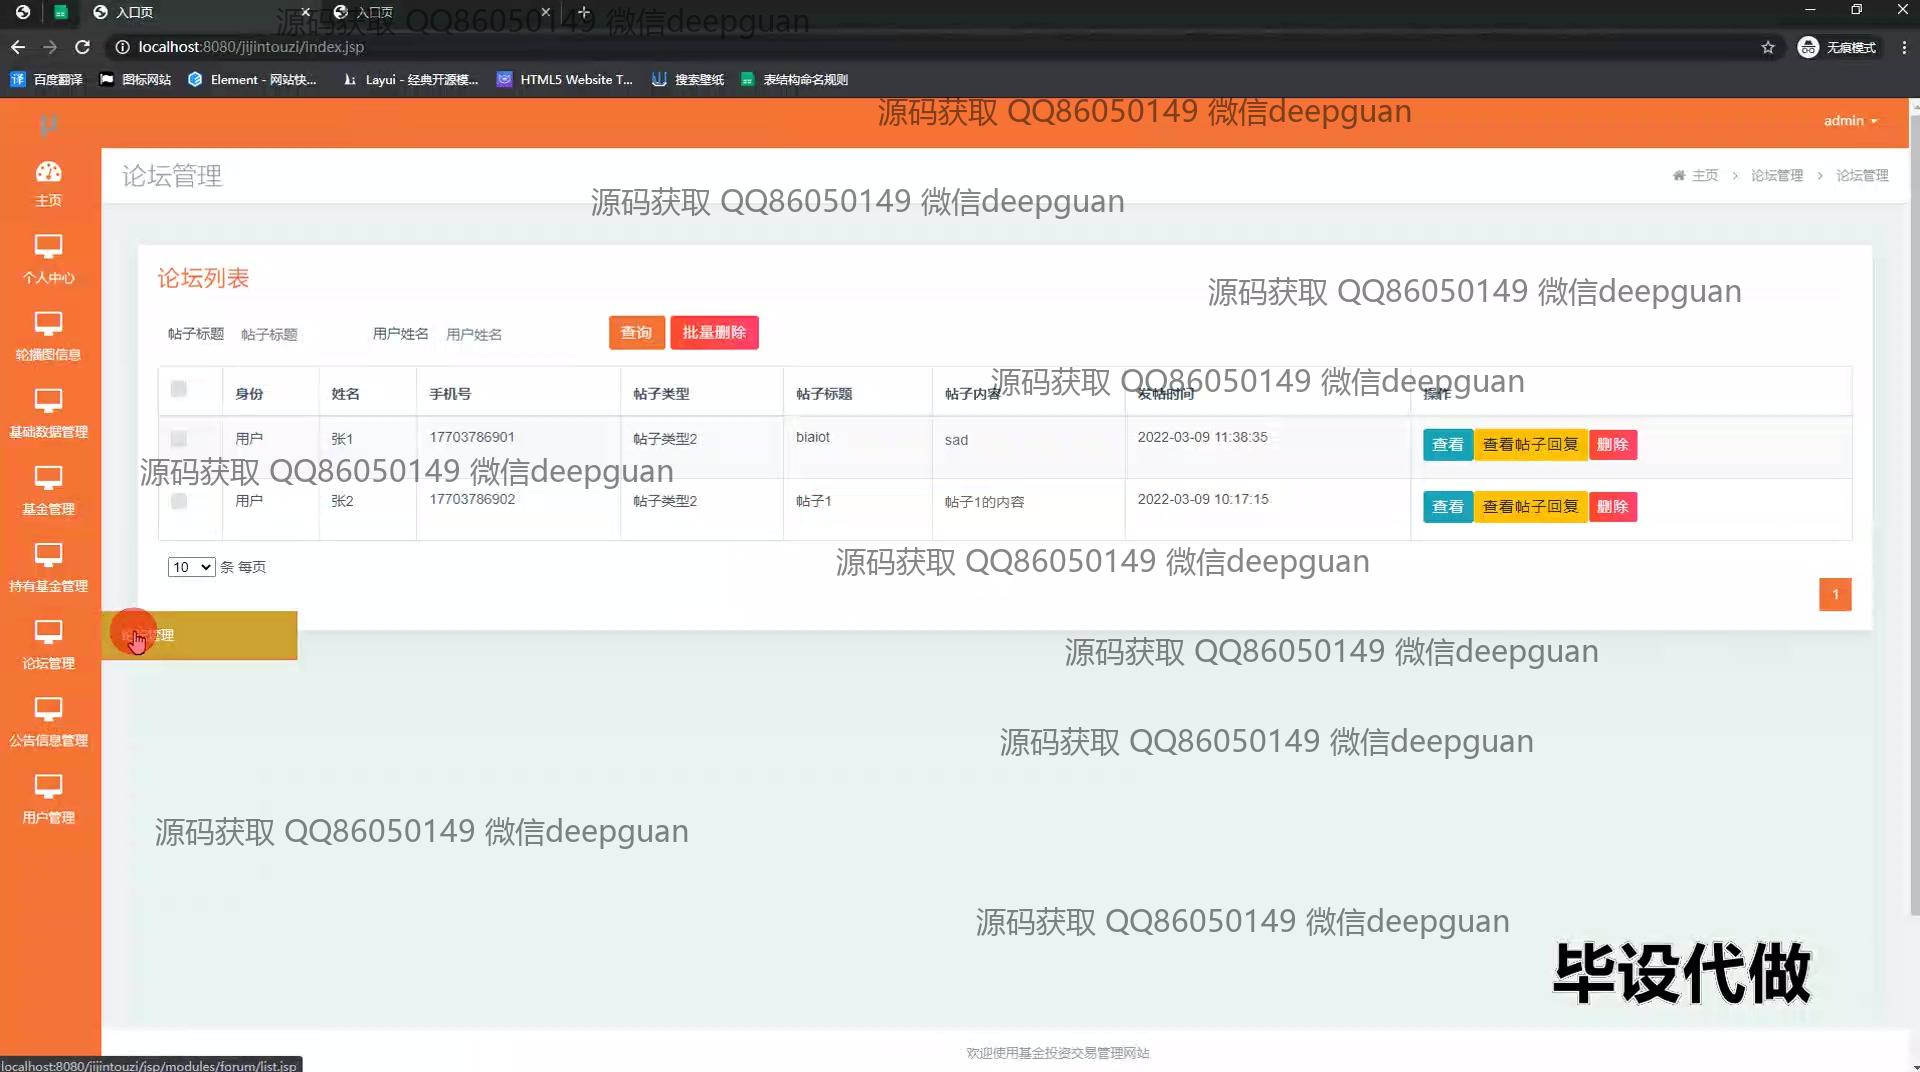 入口页
入口页
源码获取 QQ86050149 微信deepguan
localhost:8080/jijintouzi/index.jsp
无痕模式
百度翻译
图标网站
Element - 网站快...
Layui - 经典开源模...
HTML5 Website T...
搜索壁纸
表结构命名规则
源码获取 QQ86050149 微信deepguan
admin
主页
个人中心
轮播图信息
基础数据管理
基金管理
持有基金管理
论坛管理
公告信息管理
用户管理
论坛管理
主页 > 论坛管理 > 论坛管理
源码获取 QQ86050149 微信deepguan
论坛列表
源码获取 QQ86050149 微信deepguan
帖子标题 帖子标题 用户姓名 用户姓名 查询 批量删除
源码获取 QQ86050149 微信deepguan
身份 姓名 手机号 帖子类型 帖子标题 帖子内容 发帖时间 操作
用户 张1 17703786901 帖子类型2 biaiot sad 2022-03-09 11:38:35 查看 查看帖子回复 删除
源码获取 QQ86050149 微信deepguan
用户 张2 17703786902 帖子类型2 帖子1 帖子1的内容 2022-03-09 10:17:15 查看 查看帖子回复 删除
10 条 每页
源码获取 QQ86050149 微信deepguan
1
论坛管理
源码获取 QQ86050149 微信deepguan
源码获取 QQ86050149 微信deepguan
源码获取 QQ86050149 微信deepguan
源码获取 QQ86050149 微信deepguan
毕设代做
欢迎使用基金投资交易管理网站
localhost:8080/jijintouzi/jsp/modules/forum/list.jsp